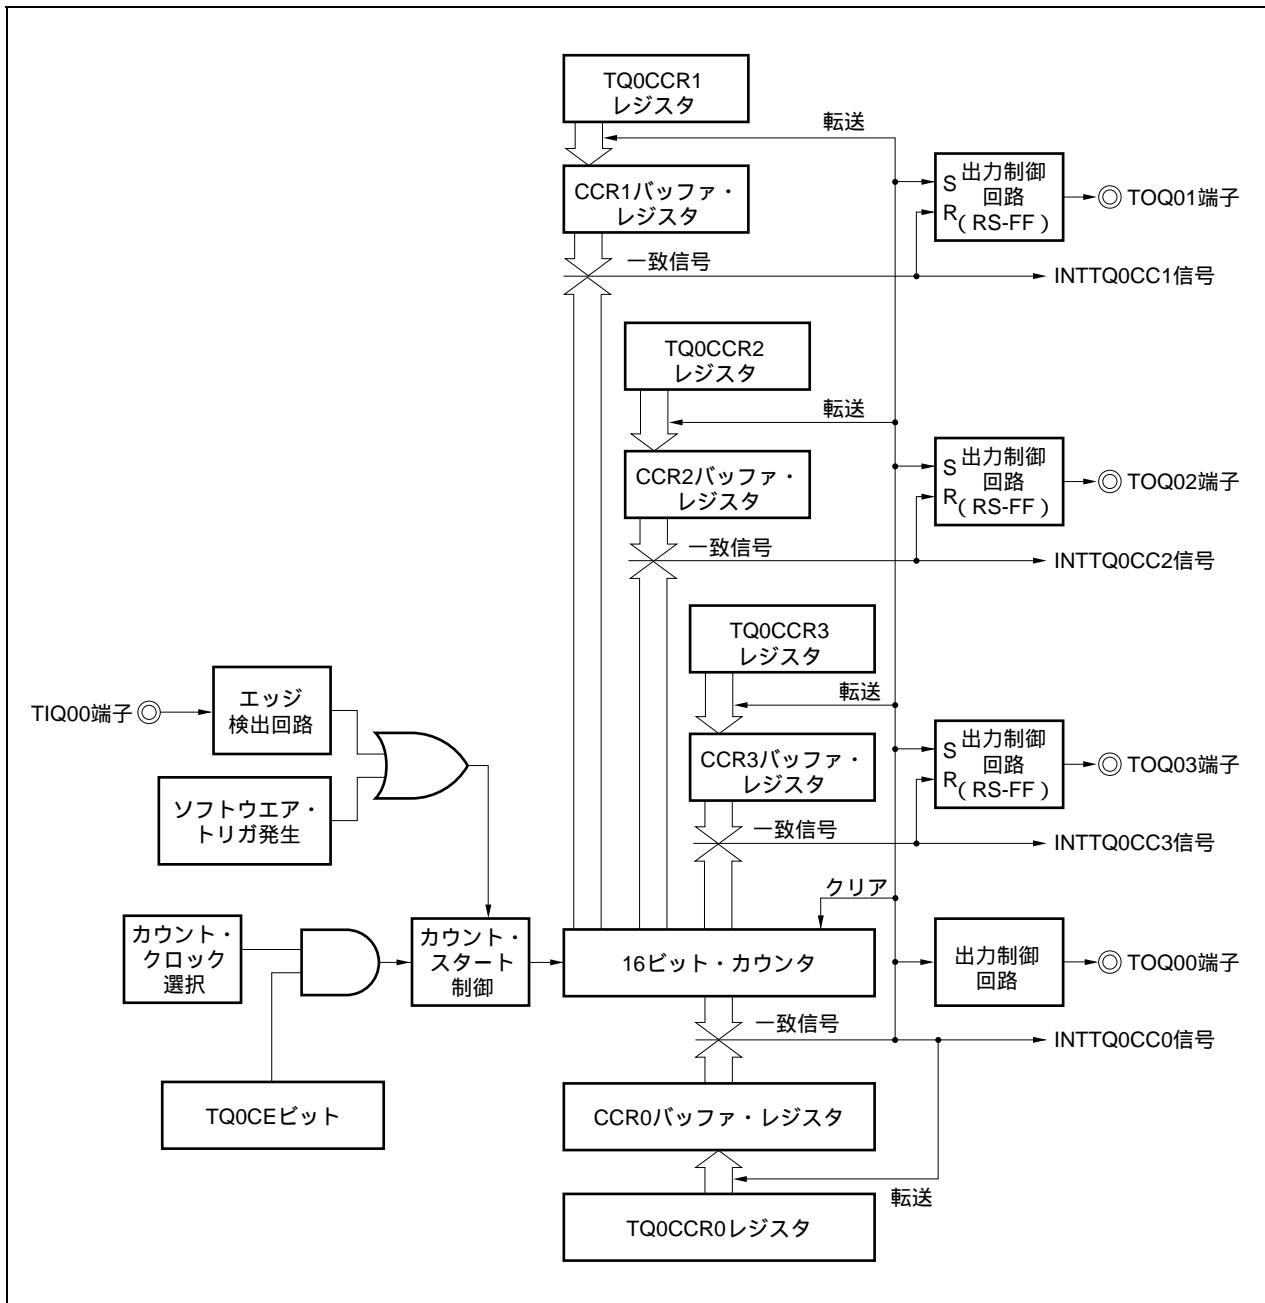 TQ0CCR1
レジスタ
転送
CCR1バッファ・
レジスタ
S 出力制御
回路
R ( RS-FF )
TOQ01端子
一致信号
INTTQ0CC1信号
TQ0CCR2
レジスタ
転送
CCR2バッファ・
レジスタ
S 出力制御
回路
R ( RS-FF )
TOQ02端子
一致信号
INTTQ0CC2信号
TQ0CCR3
レジスタ
転送
TIQ00端子
エッジ
検出回路
CCR3バッファ・
レジスタ
S 出力制御
回路
R ( RS-FF )
TOQ03端子
ソフトウエア・
トリガ発生
一致信号
INTTQ0CC3信号
クリア
カウント・
クロック
選択
カウント・
スタート
制御
16ビット・カウンタ
出力制御
回路
TOQ00端子
一致信号
INTTQ0CC0信号
TQ0CEビット
CCR0バッファ・レジスタ
転送
TQ0CCR0レジスタ